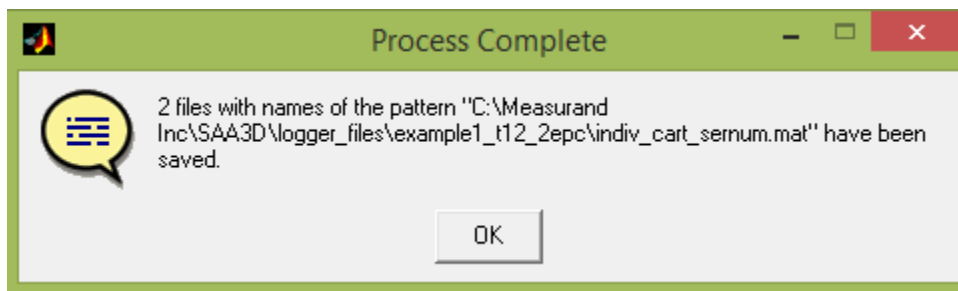 Process Complete
2 files with names of the pattern "C:\Measurand
Inc\SAA3D\logger_files\example1_t12_2epc\indiv_cart_sernum.mat" have been
saved.
OK